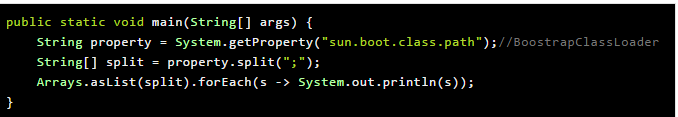 public static void main(String[] args) {
    String property = System.getProperty("sun.boot.class.path");//BoostrapClassLoader
    String[] split = property.split(";");
    Arrays.asList(split).forEach(s -> System.out.println(s));
}